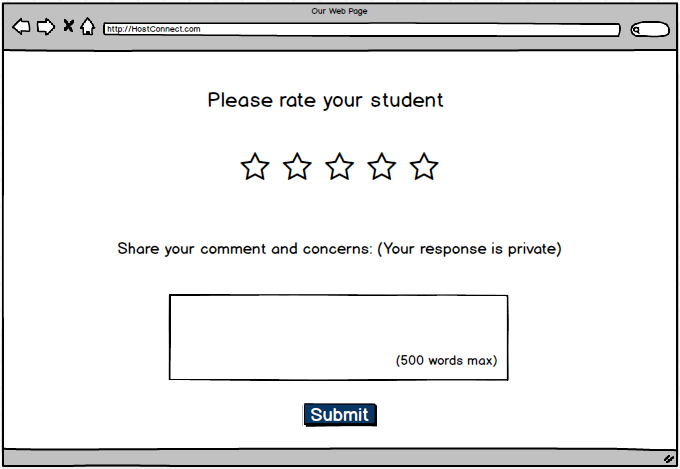 Our Web Page
http://HostConnect.com
Please rate your student
Share your comment and concerns: (Your response is private)
(500 words max)
Submit